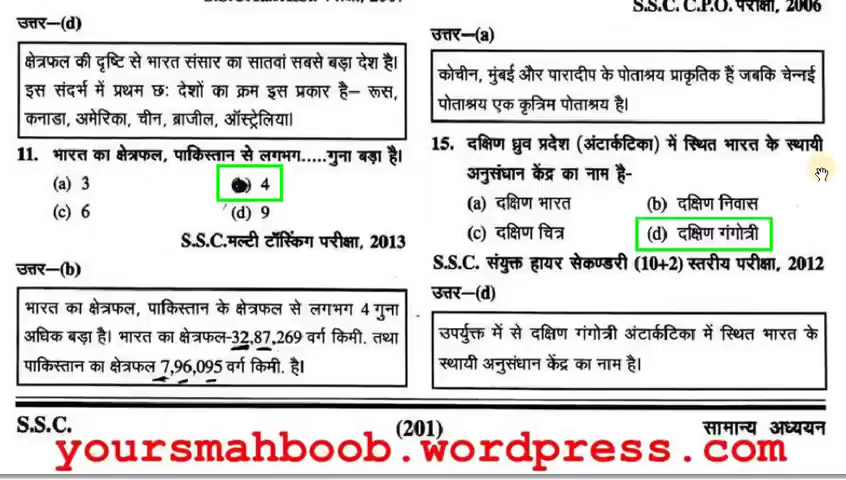 उत्तर—(d)
क्षेत्रफल की दृष्टि से भारत संसार का सातवां सबसे बड़ा देश है।
इस संदर्भ में प्रथम छः देशों का क्रम इस प्रकार है– रूस,
कनाडा, अमेरिका, चीन, ब्राजील, ऑस्ट्रेलिया।
11. भारत का क्षेत्रफल, पाकिस्तान से लगभग.....गुना बड़ा है।
(a) 3
4
(c) 6
(d) 9
S.S.C.मल्टी टॉस्किंग परीक्षा, 2013
उत्तर—(b)
भारत का क्षेत्रफल, पाकिस्तान के क्षेत्रफल से लगभग 4 गुना
अधिक बड़ा है। भारत का क्षेत्रफल-32,87,269 वर्ग किमी. तथा
पाकिस्तान का क्षेत्रफल 7,96,095 वर्ग किमी. है।
S.S.C. C.P.O. परीक्षा, 2006
उत्तर—(a)
कोचीन, मुंबई और पारादीप के पोताश्रय प्राकृतिक हैं जबकि चेन्नई
पोताश्रय एक कृत्रिम पोताश्रय है।
15. दक्षिण ध्रुव प्रदेश (अंटार्कटिका) में स्थित भारत के स्थायी
अनुसंधान केंद्र का नाम है-
(a) दक्षिण भारत
(b) दक्षिण निवास
(c) दक्षिण चित्र
(d) दक्षिण गंगोत्री
S.S.C. संयुक्त हायर सेकण्डरी (10+2) स्तरीय परीक्षा, 2012
उत्तर—(d)
उपर्युक्त में से दक्षिण गंगोत्री अंटार्कटिका में स्थित भारत के
स्थायी अनुसंधान केंद्र का नाम है।
S.S.C.
(201)
सामान्य अध्ययन
yoursmahboob.wordpress.com